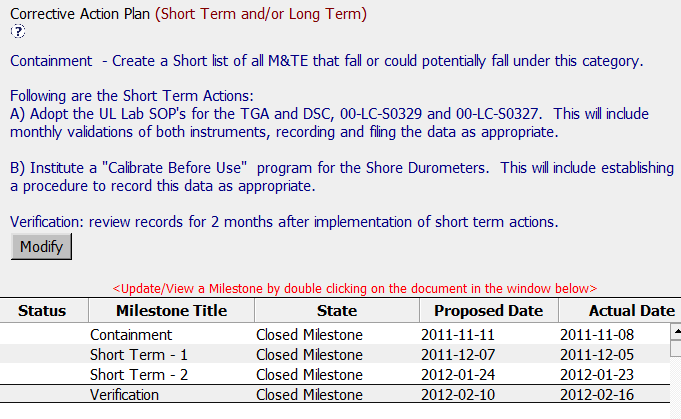 Corrective Action Plan (Short Term and/or Long Term)
?
Containment - Create a Short list of all M&TE that fall or could potentially fall under this category.
Following are the Short Term Actions:
A) Adopt the UL Lab SOP's for the TGA and DSC, 00-LC-S0329 and 00-LC-S0327. This will include
monthly validations of both instruments, recording and filing the data as appropriate.
B) Institute a "Calibrate Before Use" program for the Shore Durometers. This will include establishing
a procedure to record this data as appropriate.
Verification: review records for 2 months after implementation of short term actions.
Modify
<Update/View a Milestone by double clicking on the document in the window below>
Status Milestone Title State Proposed Date Actual Date
Containment Closed Milestone 2011-11-11 2011-11-08
Short Term - 1 Closed Milestone 2011-12-07 2011-12-05
Short Term - 2 Closed Milestone 2012-01-24 2012-01-23
Verification Closed Milestone 2012-02-10 2012-02-16